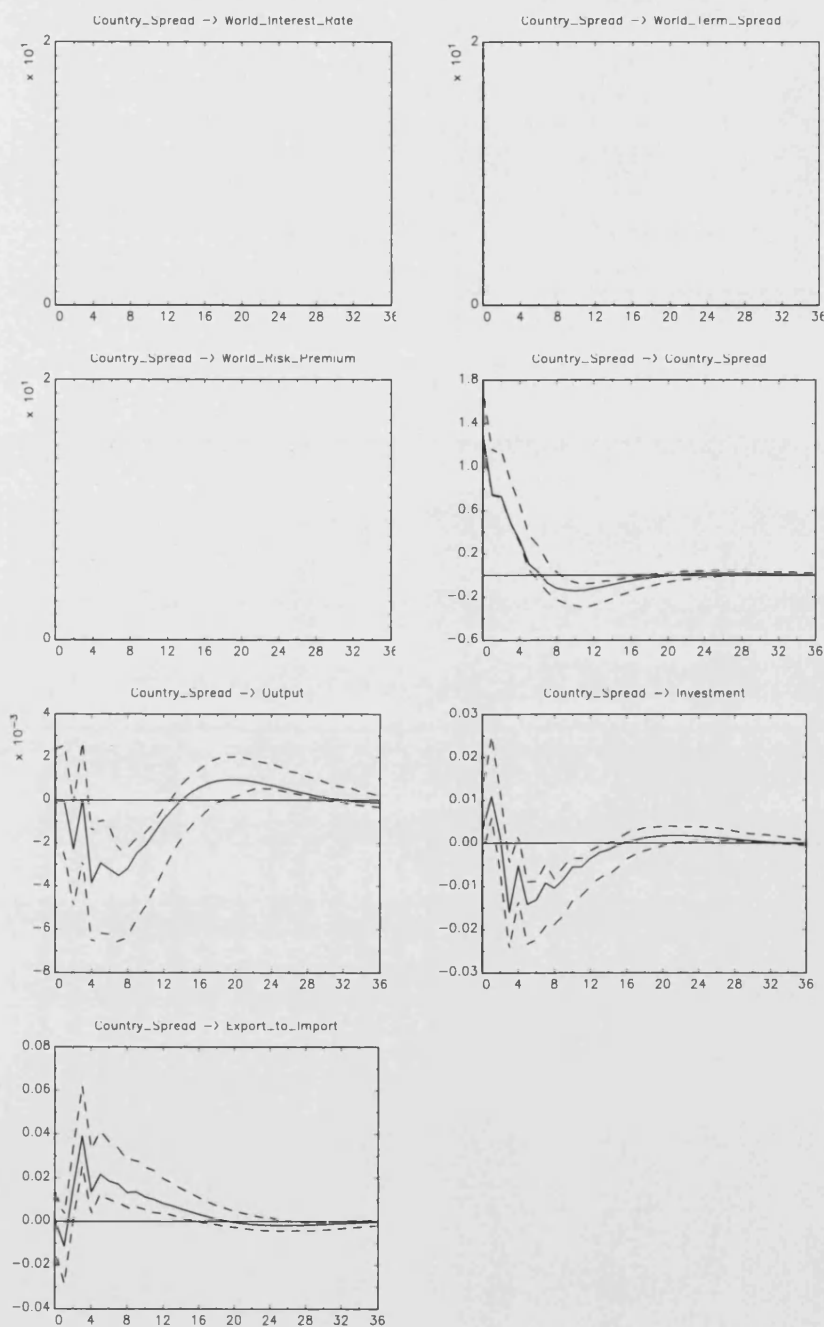 Country_Spread -> World_Interest_Rate
Country_Spread -> World_Term_Spread
x 10¹
2
1
0
0 4 8 12 16 20 24 28 32 36
x 10¹
2
1
0
0 4 8 12 16 20 24 28 32 36
Country_Spread -> World_Risk_Premium
Country_Spread -> Country_Spread
x 10¹
2
1
0
0 4 8 12 16 20 24 28 32 36
1.8
1.4
1.0
0.6
0.2
-0.2
-0.6
0 4 8 12 16 20 24 28 32 36
Country_Spread -> Output
Country_Spread -> Investment
x 10⁻³
4
2
0
-2
-4
-6
-8
0 4 8 12 16 20 24 28 32 36
0.03
0.02
0.01
0.00
-0.01
-0.02
-0.03
0 4 8 12 16 20 24 28 32 36
Country_Spread -> Export_to_Import
0.08
0.06
0.04
0.02
0.00
-0.02
-0.04
0 4 8 12 16 20 24 28 32 36